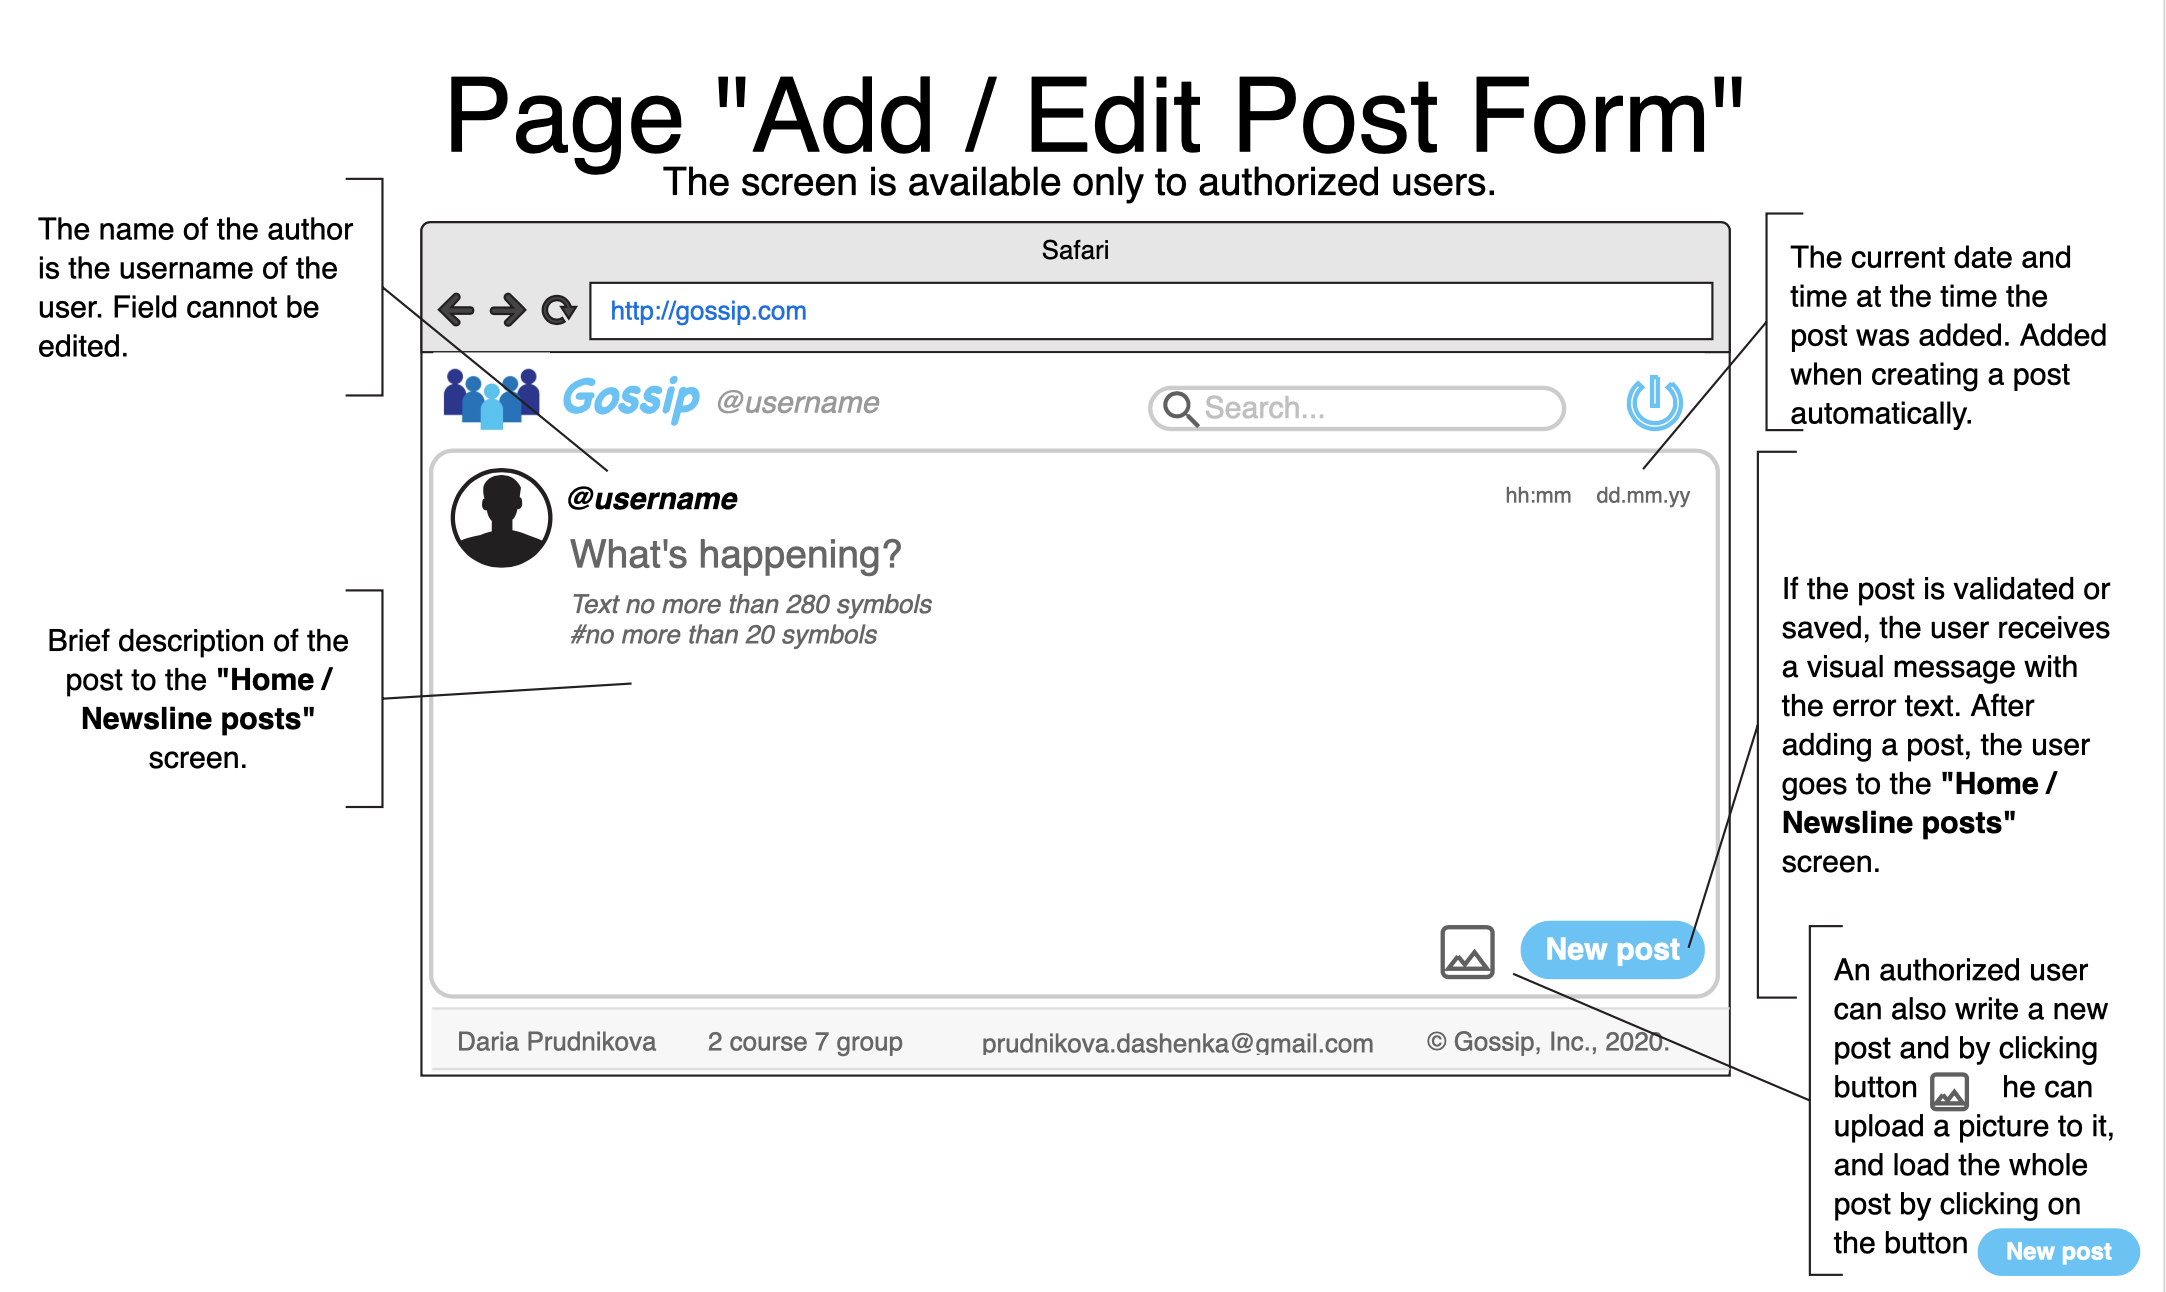 Page "Add / Edit Post Form"
The screen is available only to authorized users.
The name of the author
is the username of the
user. Field cannot be
edited.
Brief description of the
post to the "Home /
Newsline posts"
screen.
Safari
http://gossip.com
Gossip @username
Search...
@username
hh:mm dd.mm.yy
What's happening?
Text no more than 280 symbols
#no more than 20 symbols
New post
Daria Prudnikova 2 course 7 group prudnikova.dashenka@gmail.com © Gossip, Inc., 2020.
The current date and
time at the time the
post was added. Added
when creating a post
automatically.
If the post is validated or
saved, the user receives
a visual message with
the error text. After
adding a post, the user
goes to the "Home /
Newsline posts"
screen.
An authorized user
can also write a new
post and by clicking
button he can
upload a picture to it,
and load the whole
post by clicking on
the button New post